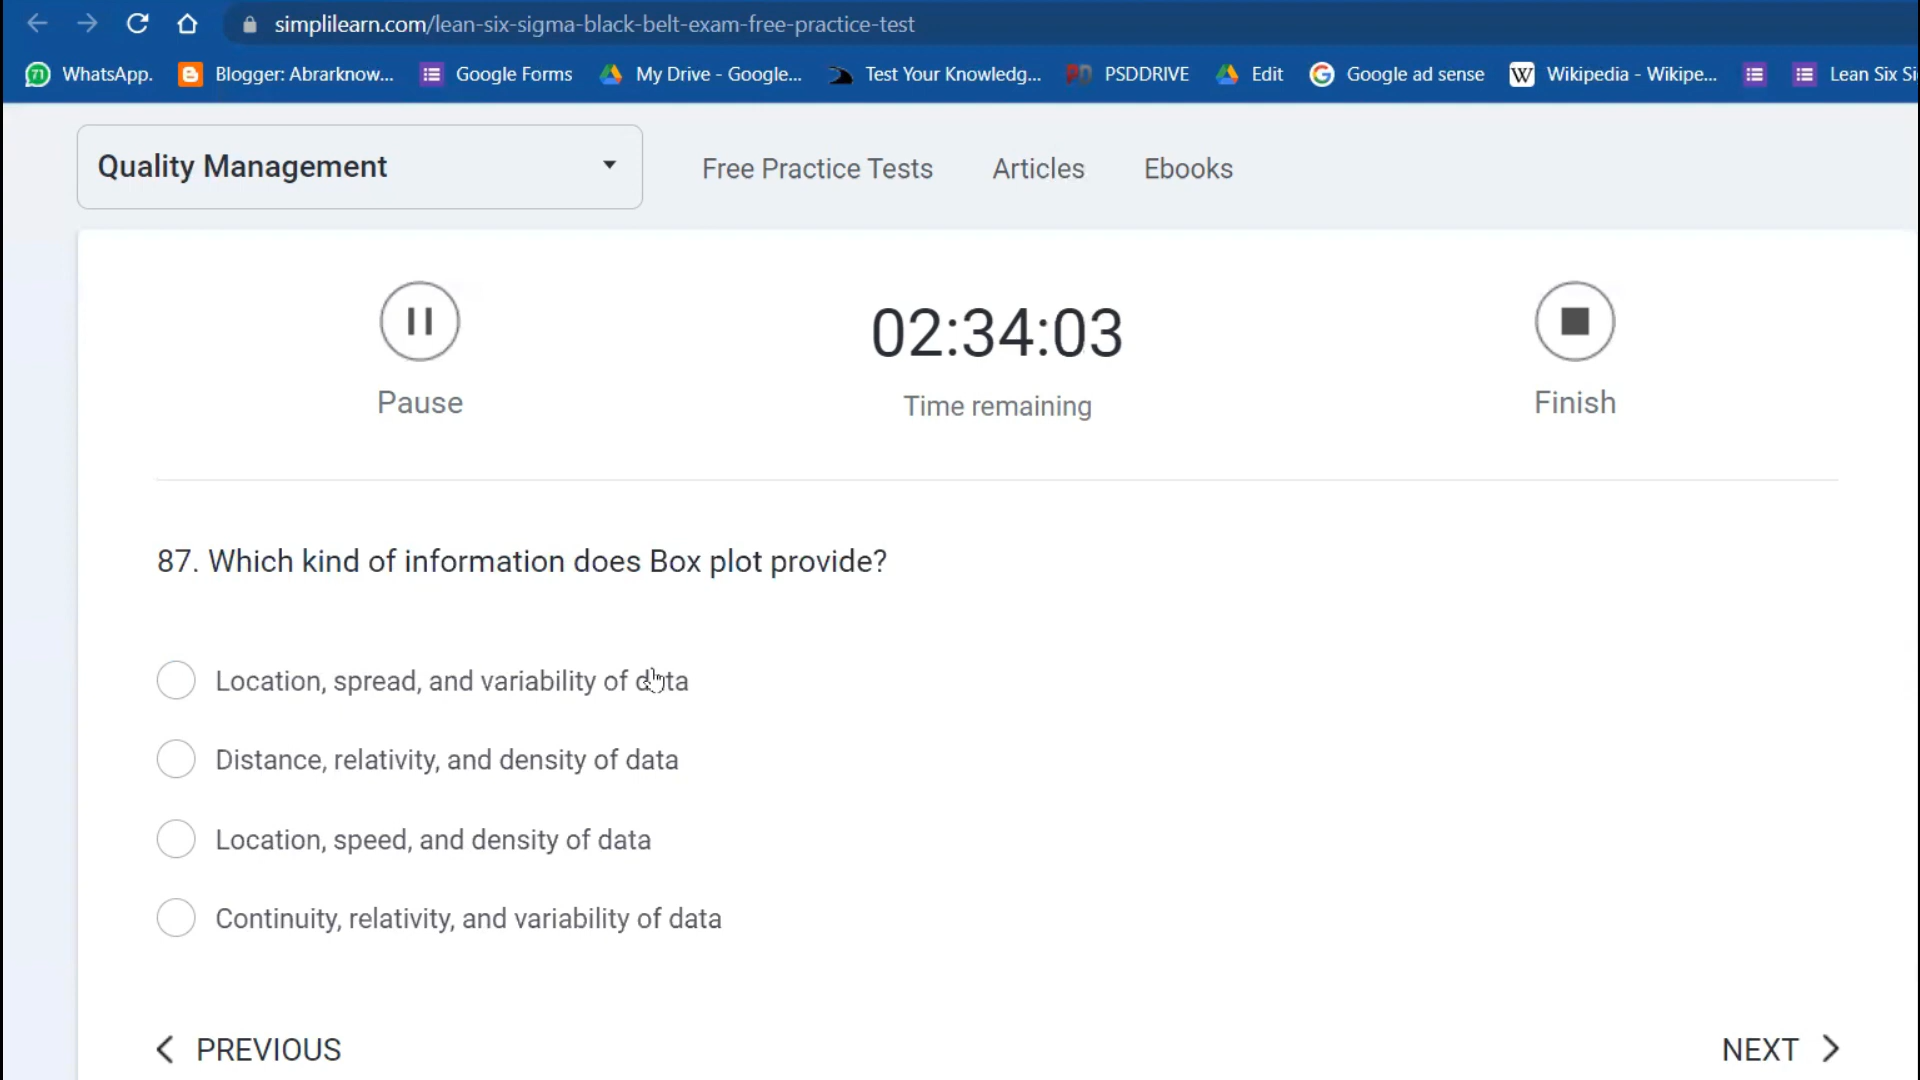 simplilearn.com/lean-six-sigma-black-belt-exam-free-practice-test
71 WhatsApp. Blogger: Abrarknow... Google Forms My Drive - Google... Test Your Knowledg... PD PSDDRIVE Edit G Google ad sense W Wikipedia - Wikipe... Lean Six Si
Quality Management Free Practice Tests Articles Ebooks
02:34:03
Pause Time remaining Finish
87. Which kind of information does Box plot provide?
Location, spread, and variability of data
Distance, relativity, and density of data
Location, speed, and density of data
Continuity, relativity, and variability of data
PREVIOUS NEXT